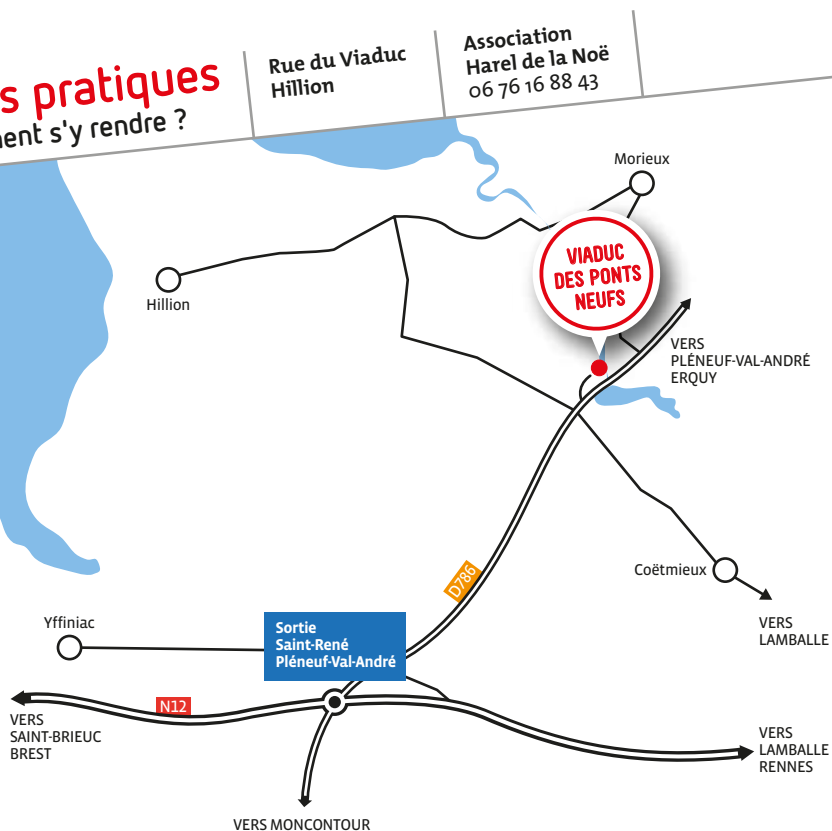 s pratiques
ment s'y rendre ?
Rue du Viaduc
Hillion
Association
Harel de la Noë
06 76 16 88 43
Morieux
VIADUC
DES PONTS
NEUFS
Hillion
VERS
PLÉNEUF-VAL-ANDRÉ
ERQUY
D786
Coëtmieux
VERS
LAMBALLE
Yffiniac
Sortie
Saint-René
Pléneuf-Val-André
N12
VERS
SAINT-BRIEUC
BREST
VERS
LAMBALLE
RENNES
VERS MONCONTOUR